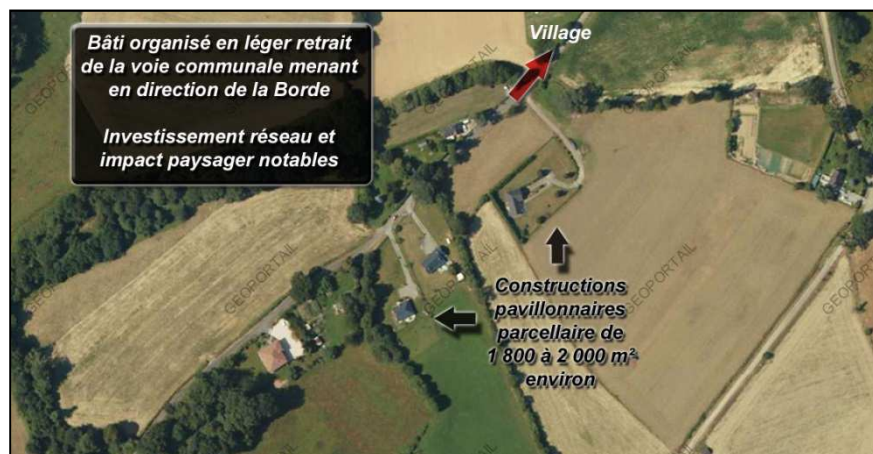 Bâti organisé en léger retrait
de la voie communale menant
en direction de la Borde
Investissement réseau et
impact paysager notables
Village
Constructions
pavillonnaires
parcellaire de
1 800 à 2 000 m²
environ
GEOPORTAIL
GEOPORTAIL
GEOPORTAIL
GEOPORTAIL
GEOPORTAIL
GEOPORTAIL